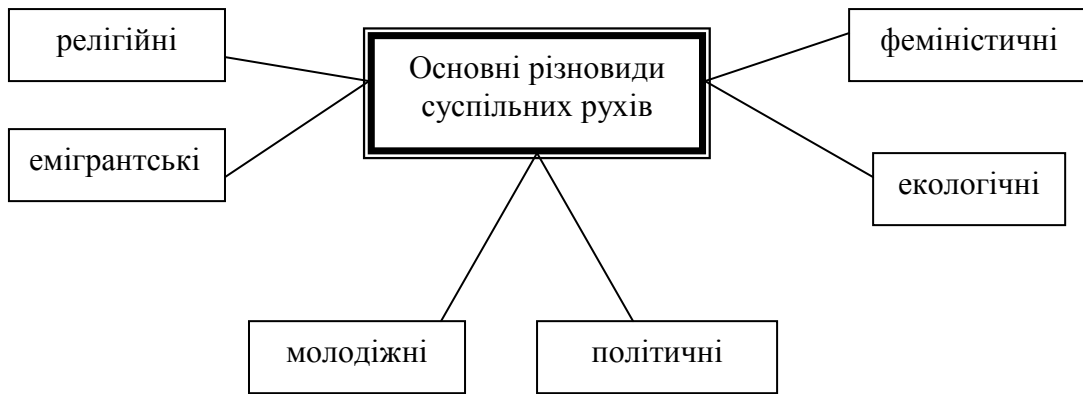 релігійні
Основні різновиди
суспільних рухів
феміністичні
емігрантські
екологічні
молодіжні
політичні